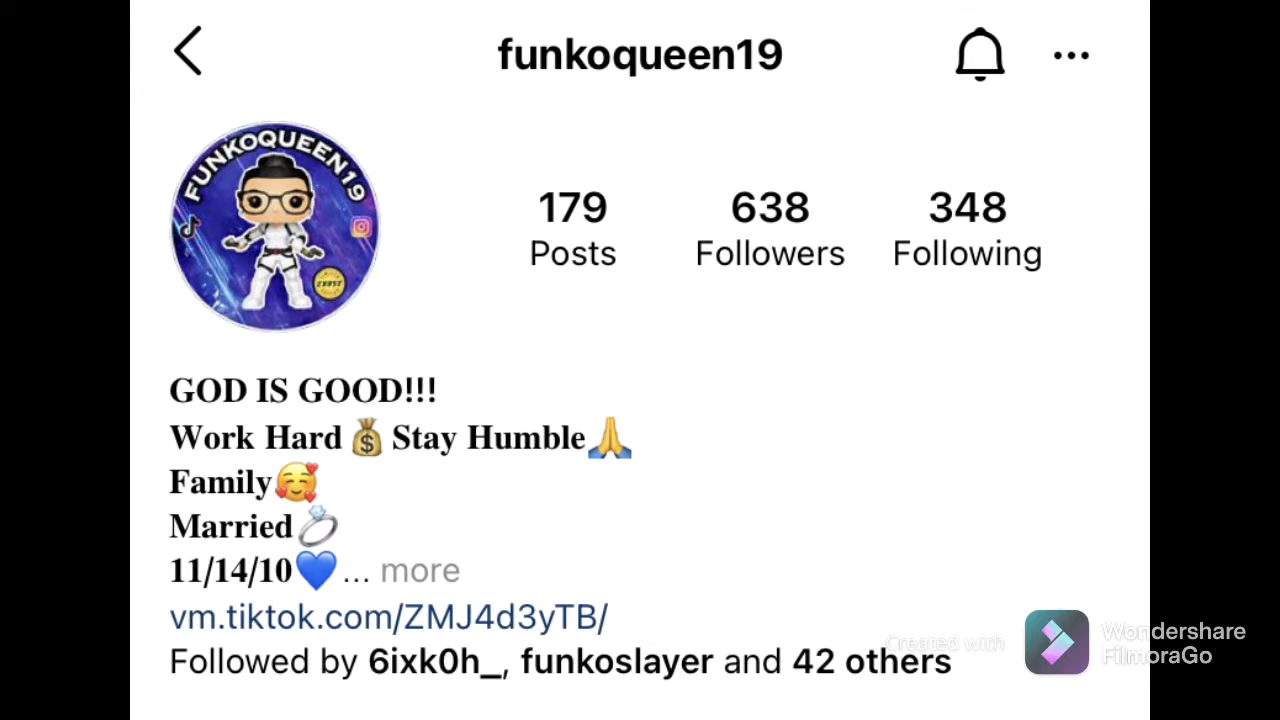 funkoqueen19
FUNKOQUEEN19
CHASE
179 638 348
Posts Followers Following
GOD IS GOOD!!!
Work Hard💰Stay Humble🙏
Family🥰
Married💍
11/14/10💙... more
vm.tiktok.com/ZMJ4d3yTB/
Followed by 6ixk0h_, funkoslayer and 42 others
Created with
Wondershare
FilmoraGo